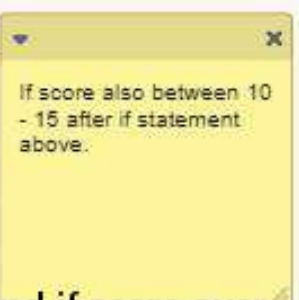 If score also between 10
- 15 after if statement
above.